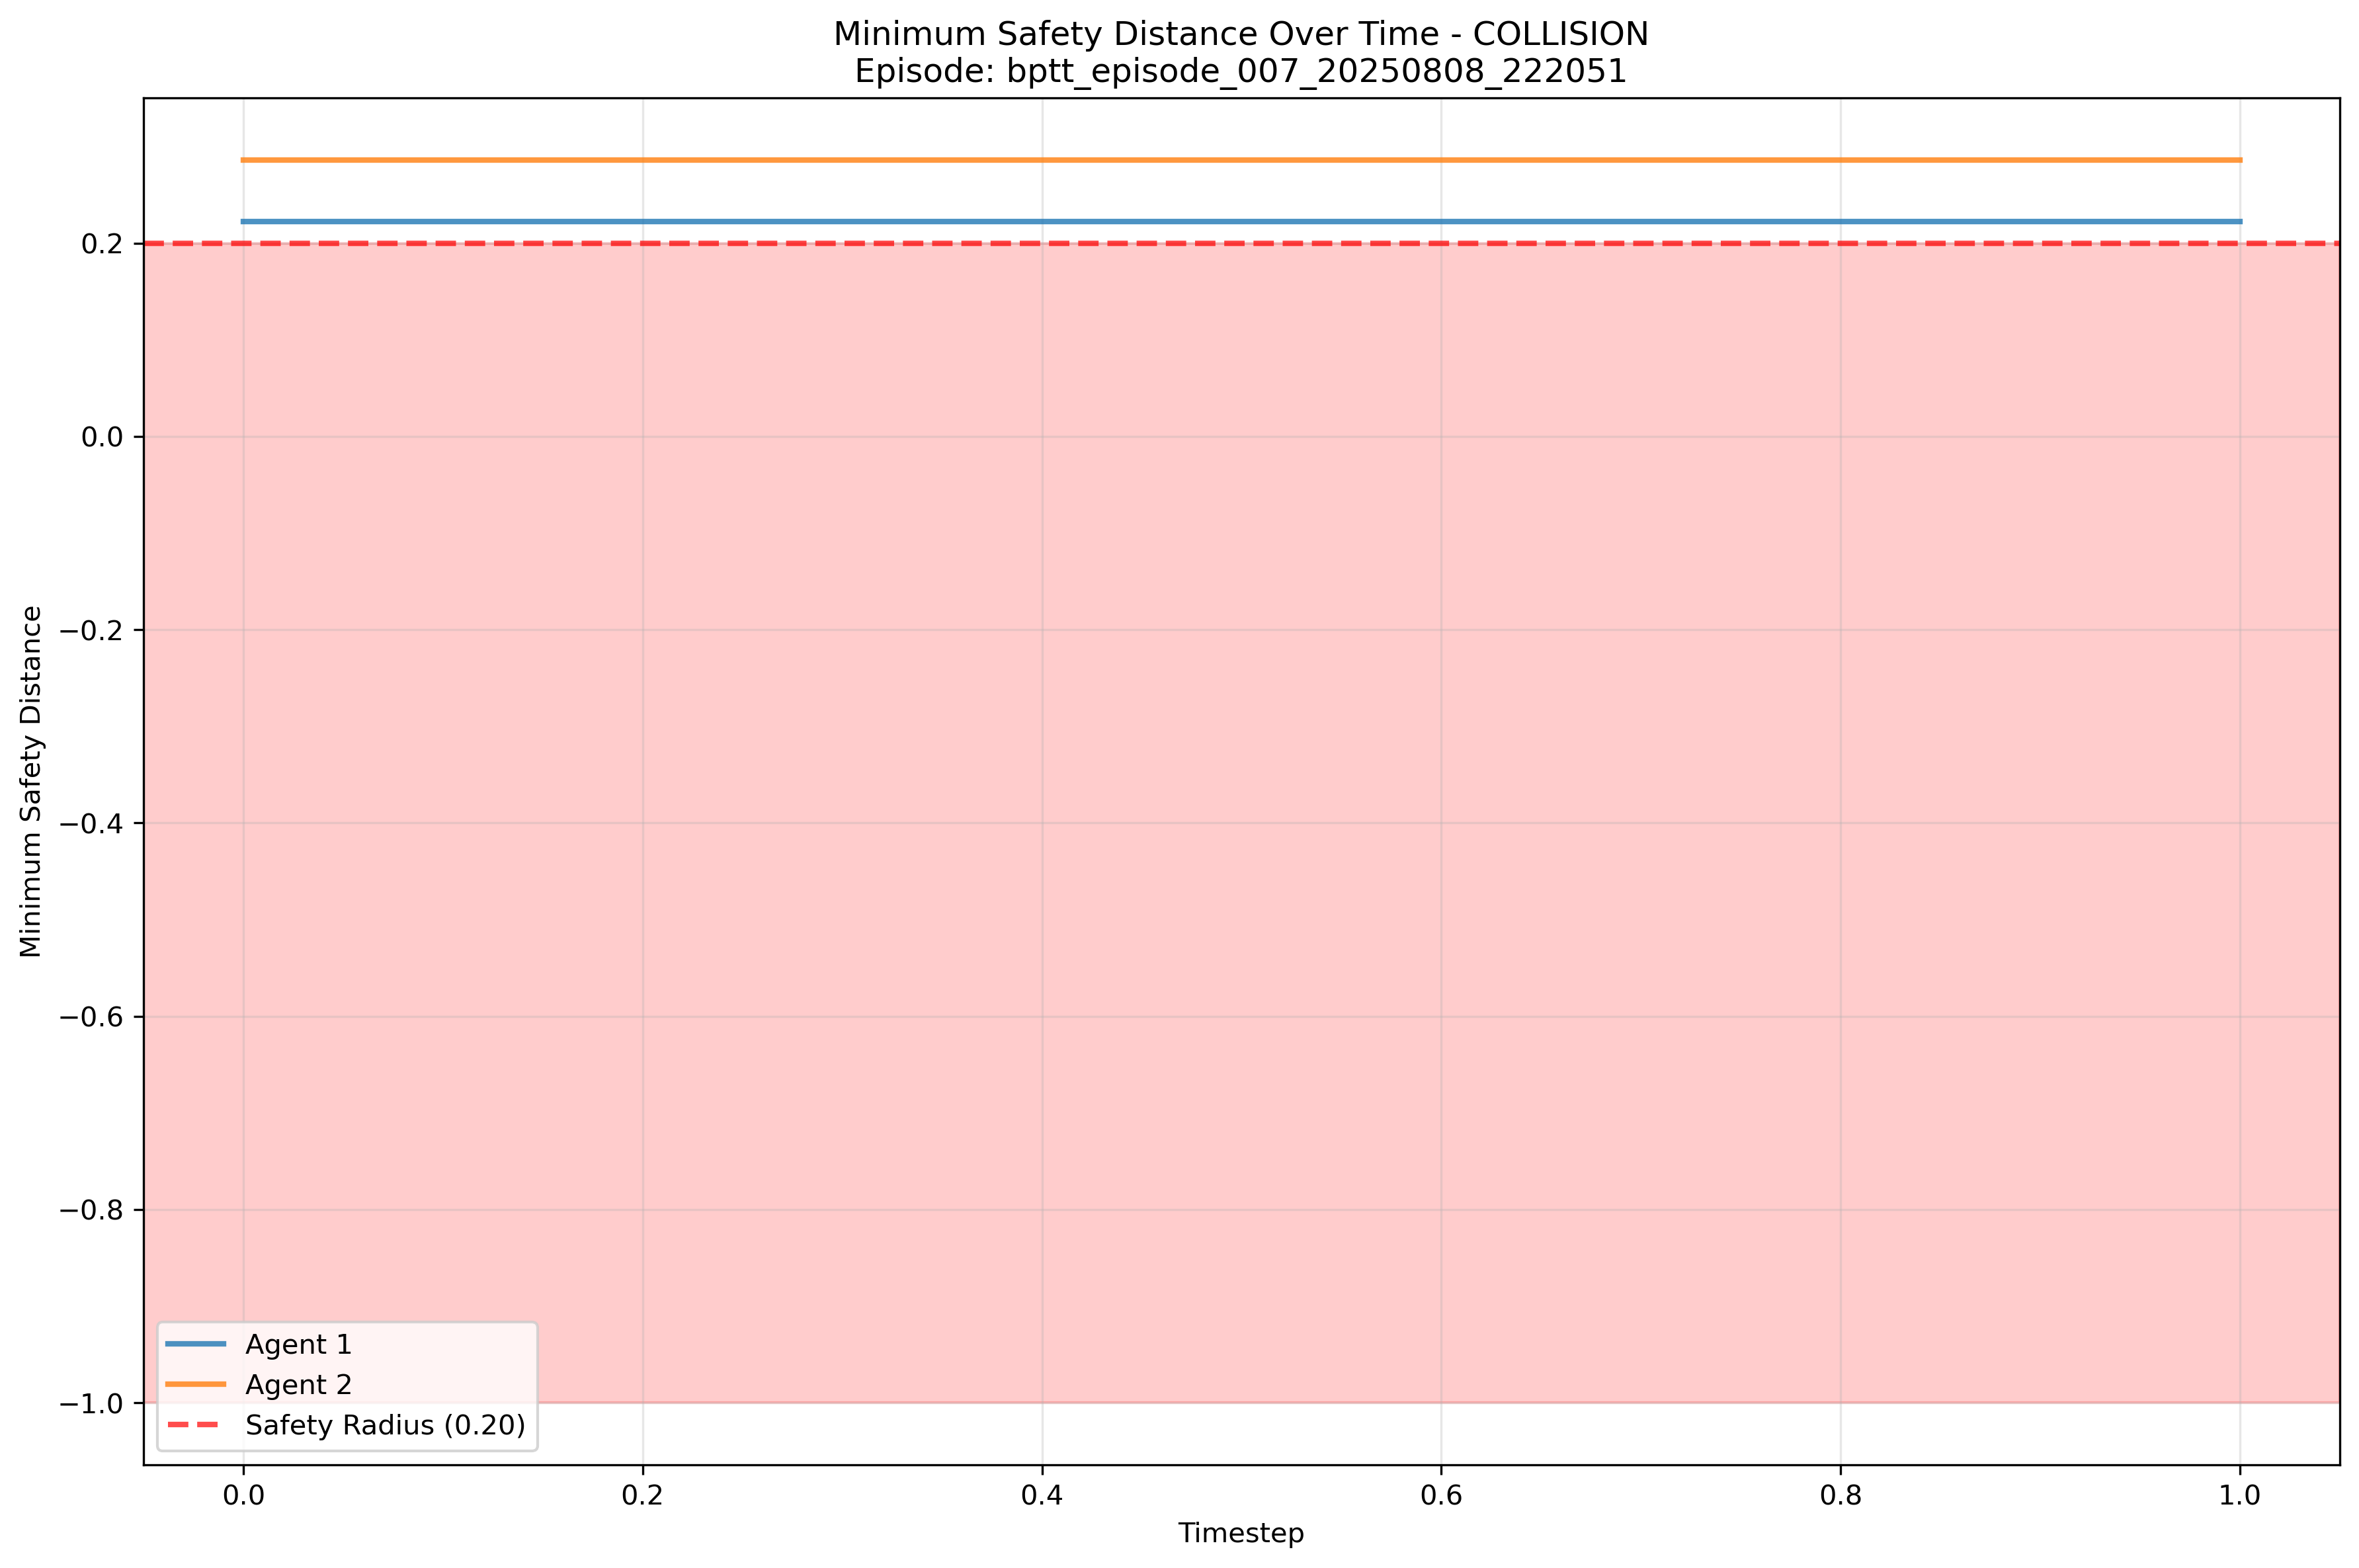 Minimum Safety Distance Over Time - COLLISION
Episode: bptt_episode_007_20250808_222051
Minimum Safety Distance
0.2
0.0
−0.2
−0.4
−0.6
−0.8
−1.0
Agent 1
Agent 2
Safety Radius (0.20)
0.0
0.2
0.4
0.6
0.8
1.0
Timestep